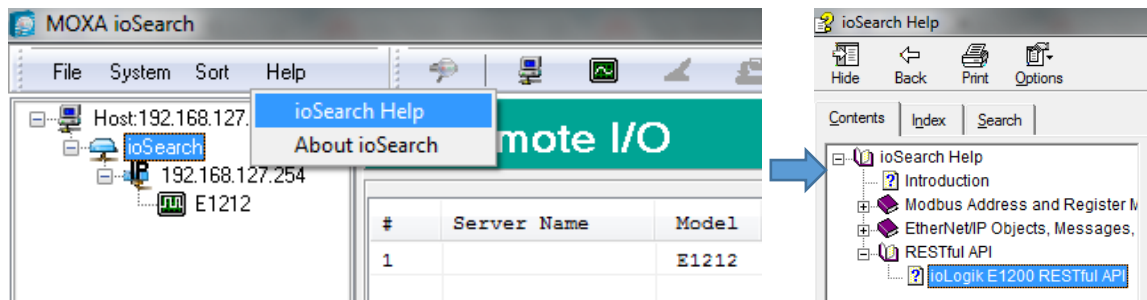 MOXA ioSearch
File System Sort Help
ioSearch Help
About ioSearch
Host:192.168.127.
ioSearch
192.168.127.254
E1212
mote I/O
# Server Name Model
1 E1212
ioSearch Help
Hide Back Print Options
Contents Index Search
ioSearch Help
Introduction
Modbus Address and Register M
EtherNet/IP Objects, Messages,
RESTful API
ioLogik E1200 RESTful API